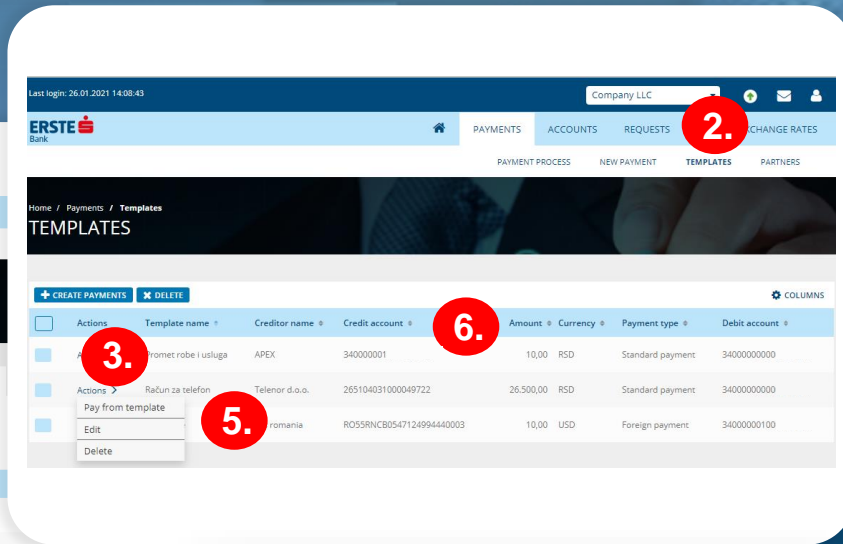 Last login: 26.01.2021 14:08:43 Company LLC
ERSTE
Bank
PAYMENTS ACCOUNTS REQUESTS 2. CHANGE RATES
PAYMENT PROCESS NEW PAYMENT TEMPLATES PARTNERS
Home / Payments / Templates
TEMPLATES
CREATE PAYMENTS DELETE COLUMNS
Actions Template name Creditor name Credit account 6. Amount Currency Payment type Debit account
3. Promet robe i usluga APEX 340000001 10,00 RSD Standard payment 34000000000
Actions Račun za telefon Telenor d.o.o. 265104031000049722 26.500,00 RSD Standard payment 34000000000
Pay from template
5. romania RO55RNCB0547124994440003 10,00 USD Foreign payment 34000000100
Edit
Delete